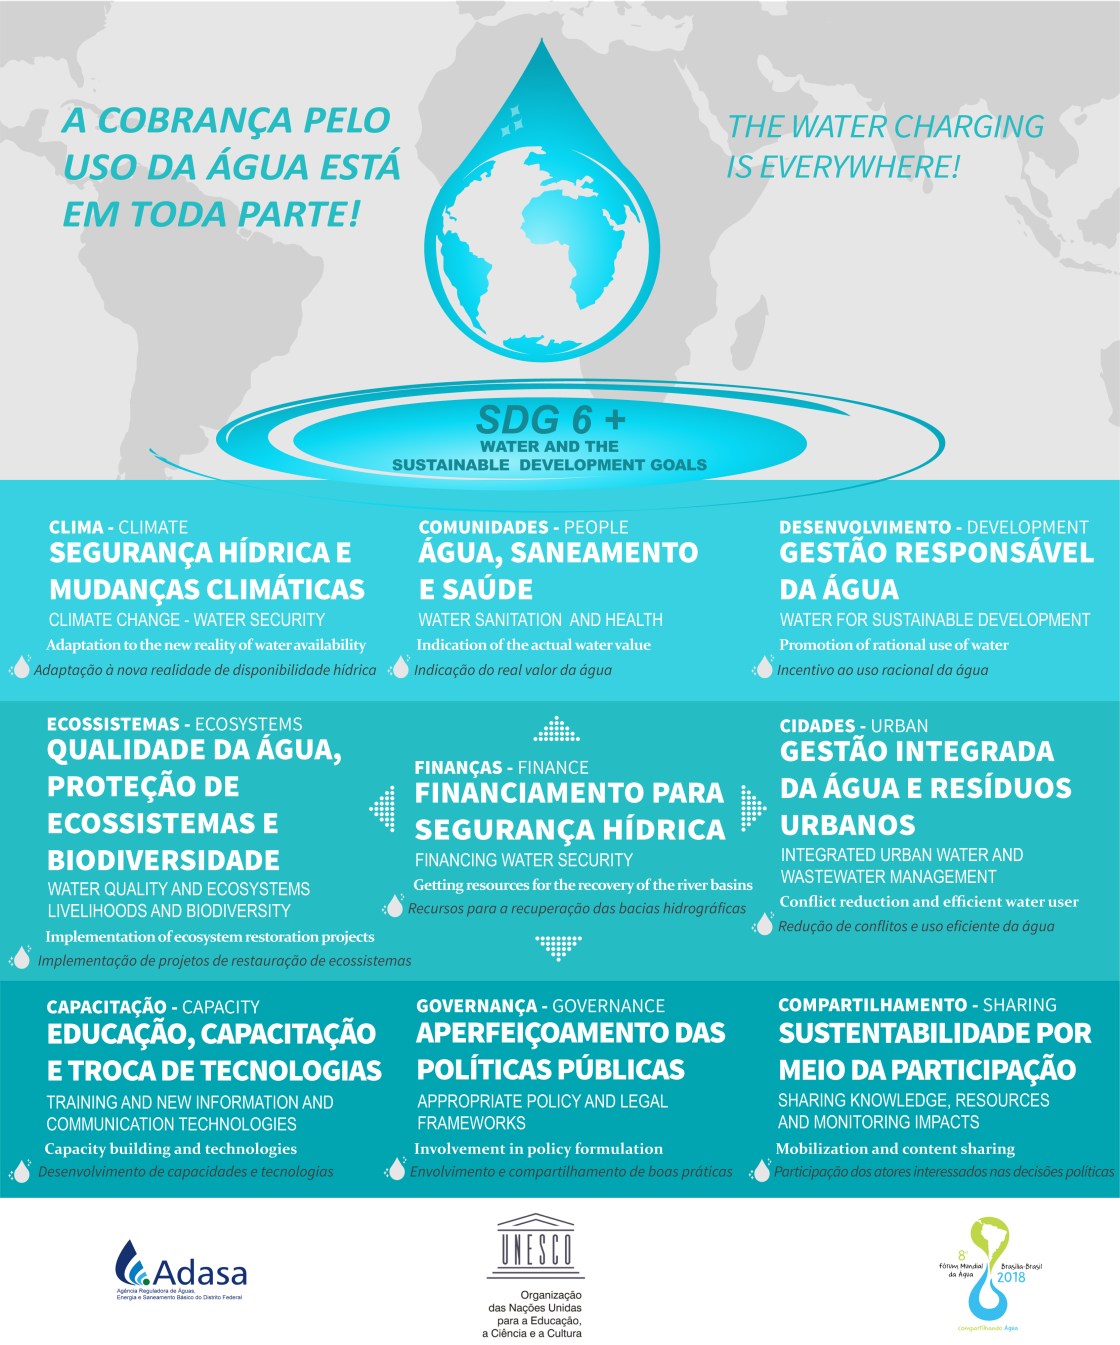 A COBRANÇA PELO
USO DA ÁGUA ESTÁ
EM TODA PARTE!
THE WATER CHARGING
IS EVERYWHERE!
SDG 6 +
WATER AND THE
SUSTAINABLE DEVELOPMENT GOALS
CLIMA - CLIMATE
SEGURANÇA HÍDRICA E
MUDANÇAS CLIMÁTICAS
CLIMATE CHANGE - WATER SECURITY
Adaptation to the new reality of water availability
Adaptação à nova realidade de disponibilidade hídrica
COMUNIDADES - PEOPLE
ÁGUA, SANEAMENTO
E SAÚDE
WATER SANITATION AND HEALTH
Indication of the actual water value
Indicação do real valor da água
DESENVOLVIMENTO - DEVELOPMENT
GESTÃO RESPONSÁVEL
DA ÁGUA
WATER FOR SUSTAINABLE DEVELOPMENT
Promotion of rational use of water
Incentivo ao uso racional da água
ECOSSISTEMAS - ECOSYSTEMS
QUALIDADE DA ÁGUA,
PROTEÇÃO DE
ECOSSISTEMAS E
BIODIVERSIDADE
WATER QUALITY AND ECOSYSTEMS
LIVELIHOODS AND BIODIVERSITY
Implementation of ecosystem restoration projects
Implementação de projetos de restauração de ecossistemas
FINANÇAS - FINANCE
FINANCIAMENTO PARA
SEGURANÇA HÍDRICA
FINANCING WATER SECURITY
Getting resources for the recovery of the river basins
Recursos para a recuperação das bacias hidrográficas
CIDADES - URBAN
GESTÃO INTEGRADA
DA ÁGUA E RESÍDUOS
URBANOS
INTEGRATED URBAN WATER AND
WASTEWATER MANAGEMENT
Conflict reduction and efficient water user
Redução de conflitos e uso eficiente da água
CAPACITAÇÃO - CAPACITY
EDUCAÇÃO, CAPACITAÇÃO
E TROCA DE TECNOLOGIAS
TRAINING AND NEW INFORMATION AND
COMMUNICATION TECHNOLOGIES
Capacity building and technologies
Desenvolvimento de capacidades e tecnologias
GOVERNANÇA - GOVERNANCE
APERFEIÇOAMENTO DAS
POLÍTICAS PÚBLICAS
APPROPRIATE POLICY AND LEGAL
FRAMEWORKS
Involvement in policy formulation
Envolvimento e compartilhamento de boas práticas
COMPARTILHAMENTO - SHARING
SUSTENTABILIDADE POR
MEIO DA PARTICIPAÇÃO
SHARING KNOWLEDGE, RESOURCES
AND MONITORING IMPACTS
Mobilization and content sharing
Participação dos atores interessados nas decisões políticas
Adasa
Agência Reguladora de Águas,
Energia e Saneamento Básico do Distrito Federal
UNESCO
Organização
das Nações Unidas
para a Educação,
a Ciência e a Cultura
8º
Fórum Mundial
da Água
Brasília-Brasil
2018
compartilhando Água